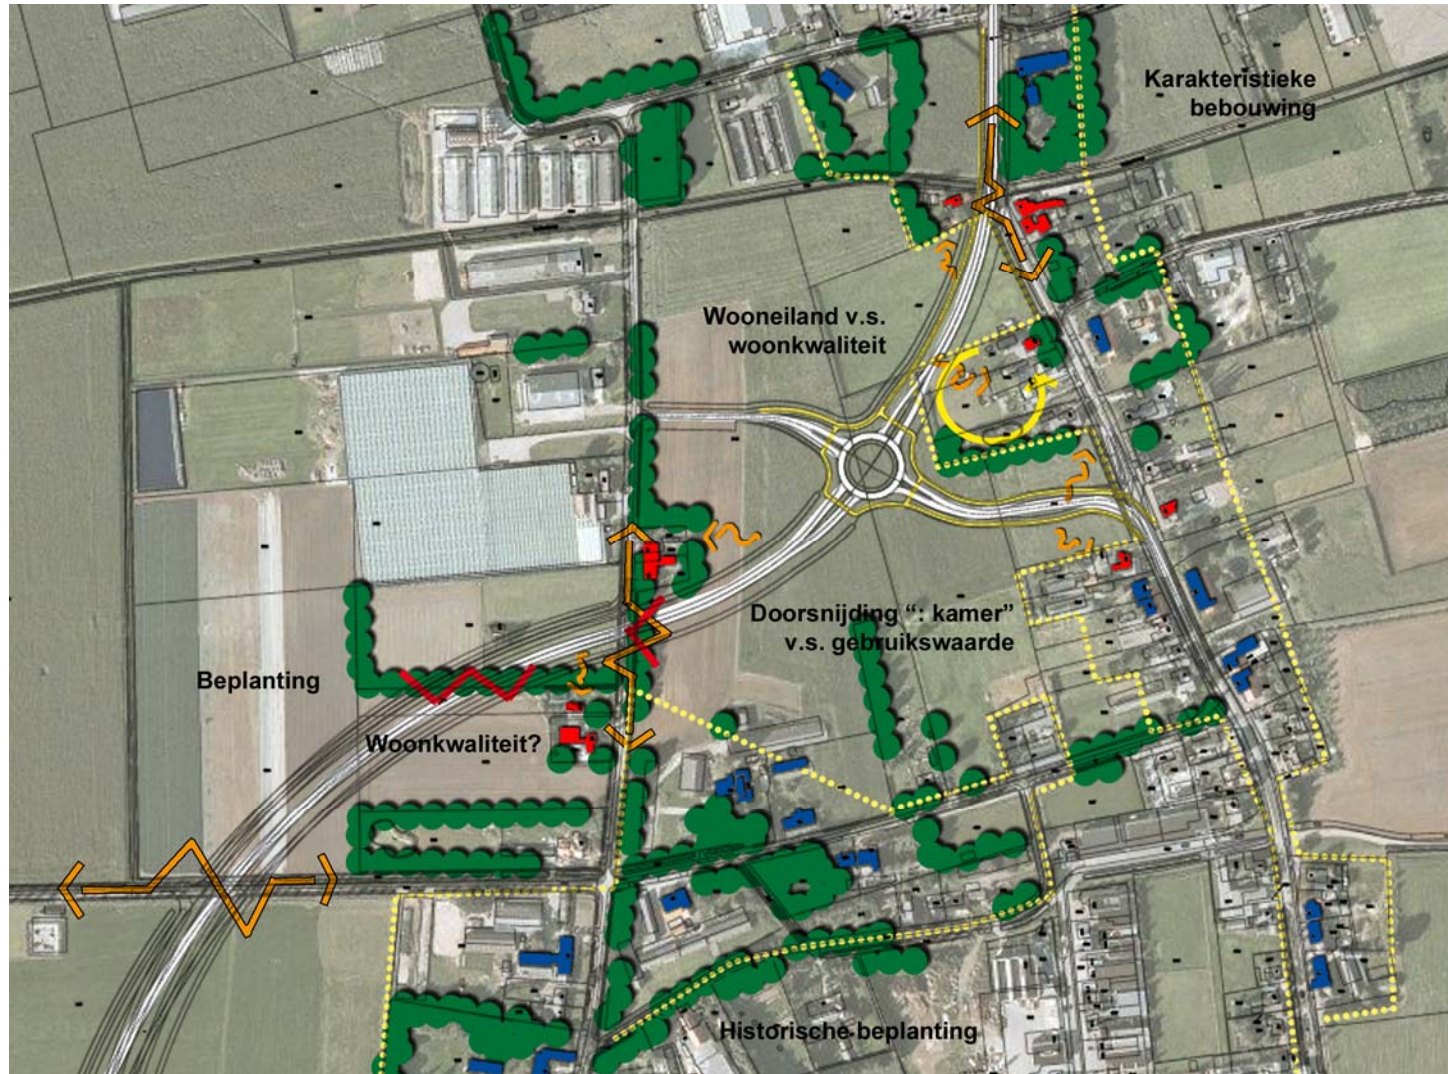 Karakteristieke
bebouwing
Wooneiland v.s.
woonkwaliteit
Doorsnijding “: kamer”
v.s. gebruikswaarde
Beplanting
Woonkwaliteit?
Historische beplanting